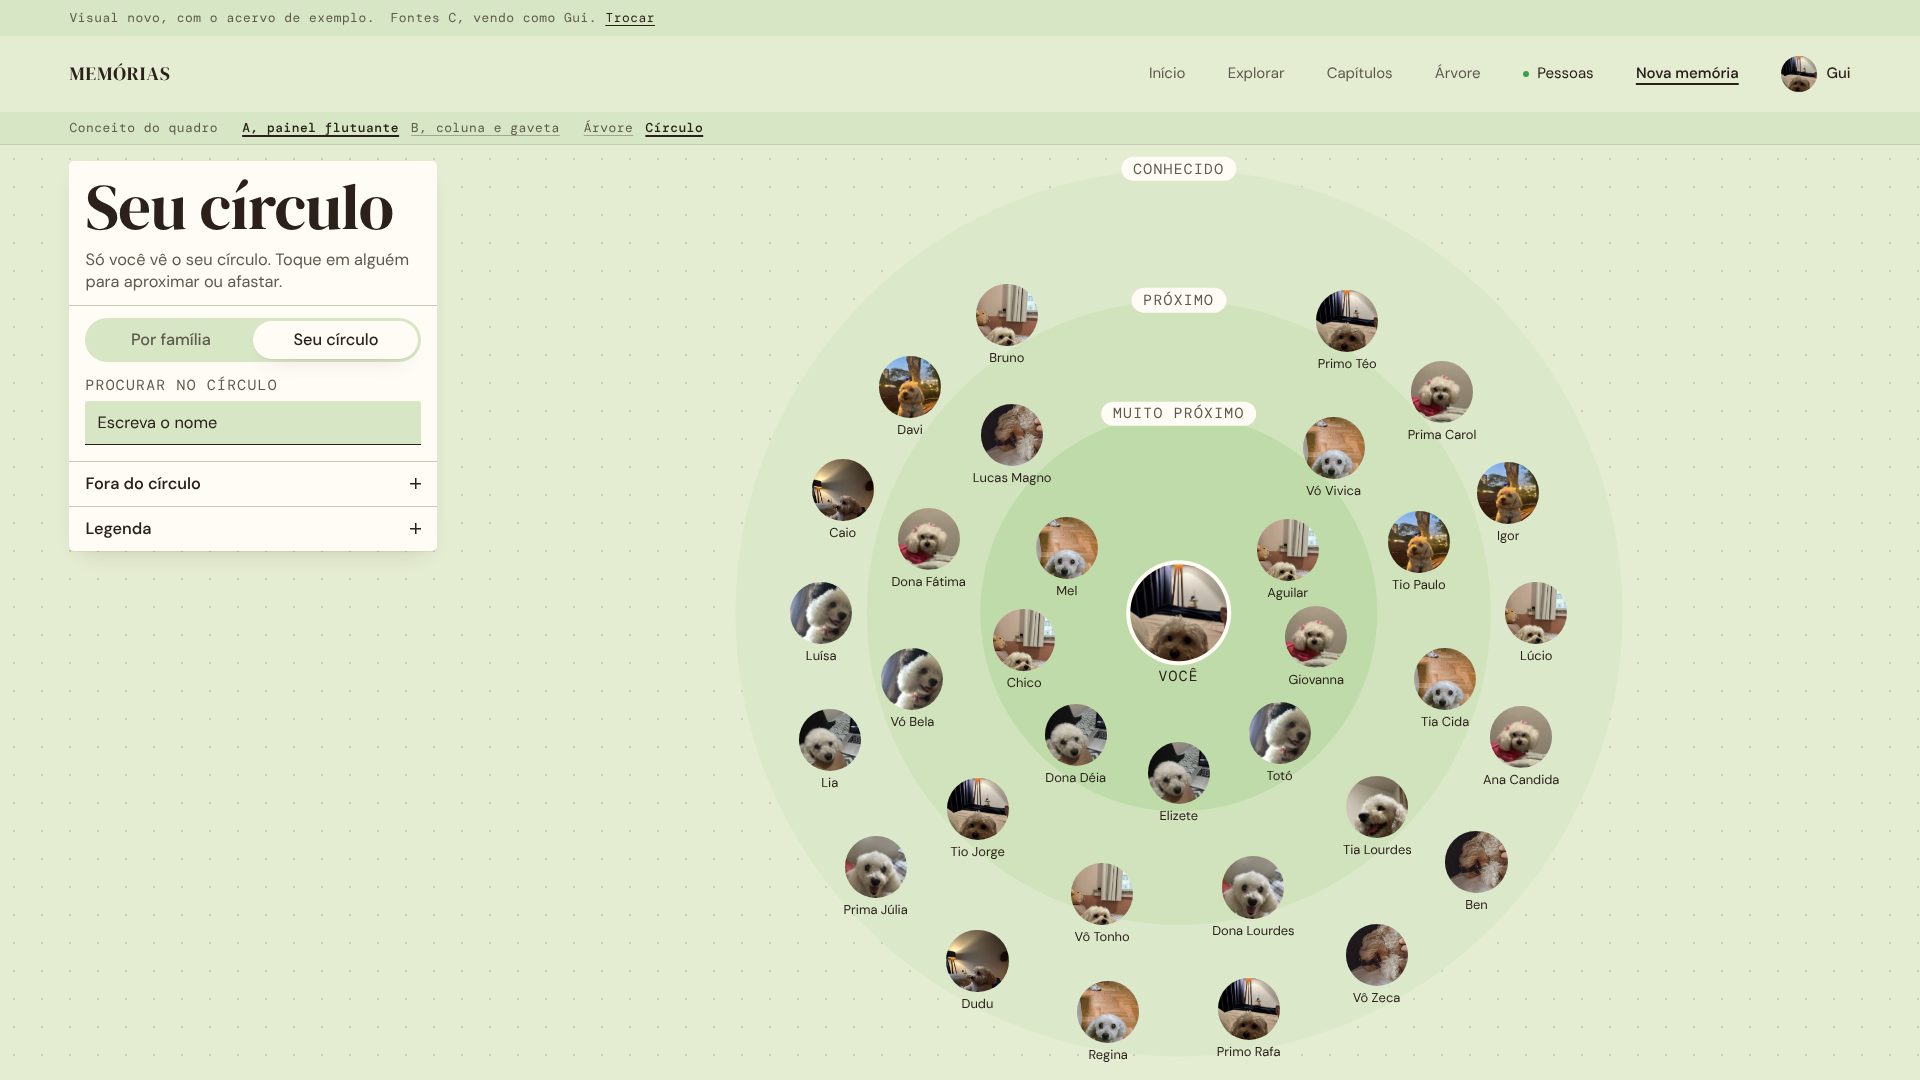 Visual novo, com o acervo de exemplo. Fontes C, vendo como Gui. Trocar
MEMÓRIAS
Início
Explorar
Capítulos
Árvore
Pessoas
Nova memória
Gui
Conceito do quadro
A, painel flutuante
B, coluna e gaveta
Árvore
Círculo
Seu círculo
Só você vê o seu círculo. Toque em alguém
para aproximar ou afastar.
Por família
Seu círculo
PROCURAR NO CÍRCULO
Escreva o nome
Fora do círculo
Legenda
CONHECIDO
PRÓXIMO
Bruno
Primo Téo
MUITO PRÓXIMO
Davi
Prima Carol
Lucas Magno
Vó Vivica
Caio
Igor
Dona Fátima
Mel
Aguilar
Tio Paulo
Luísa
VOCÊ
Lúcio
Chico
Giovanna
Vó Bela
Tia Cida
Lia
Dona Déia
Totó
Ana Candida
Elizete
Tio Jorge
Tia Lourdes
Prima Júlia
Ben
Vô Tonho
Dona Lourdes
Dudu
Vô Zeca
Regina
Primo Rafa